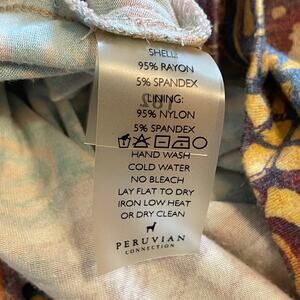 SHELL:
95% RAYON
5% SPANDEX
LINING:
95% NYLON
5% SPANDEX
HAND WASH
COLD WATER
NO BLEACH
LAY FLAT TO DRY
IRON LOW HEAT
OR DRY CLEAN
PERUVIAN
CONNECTION